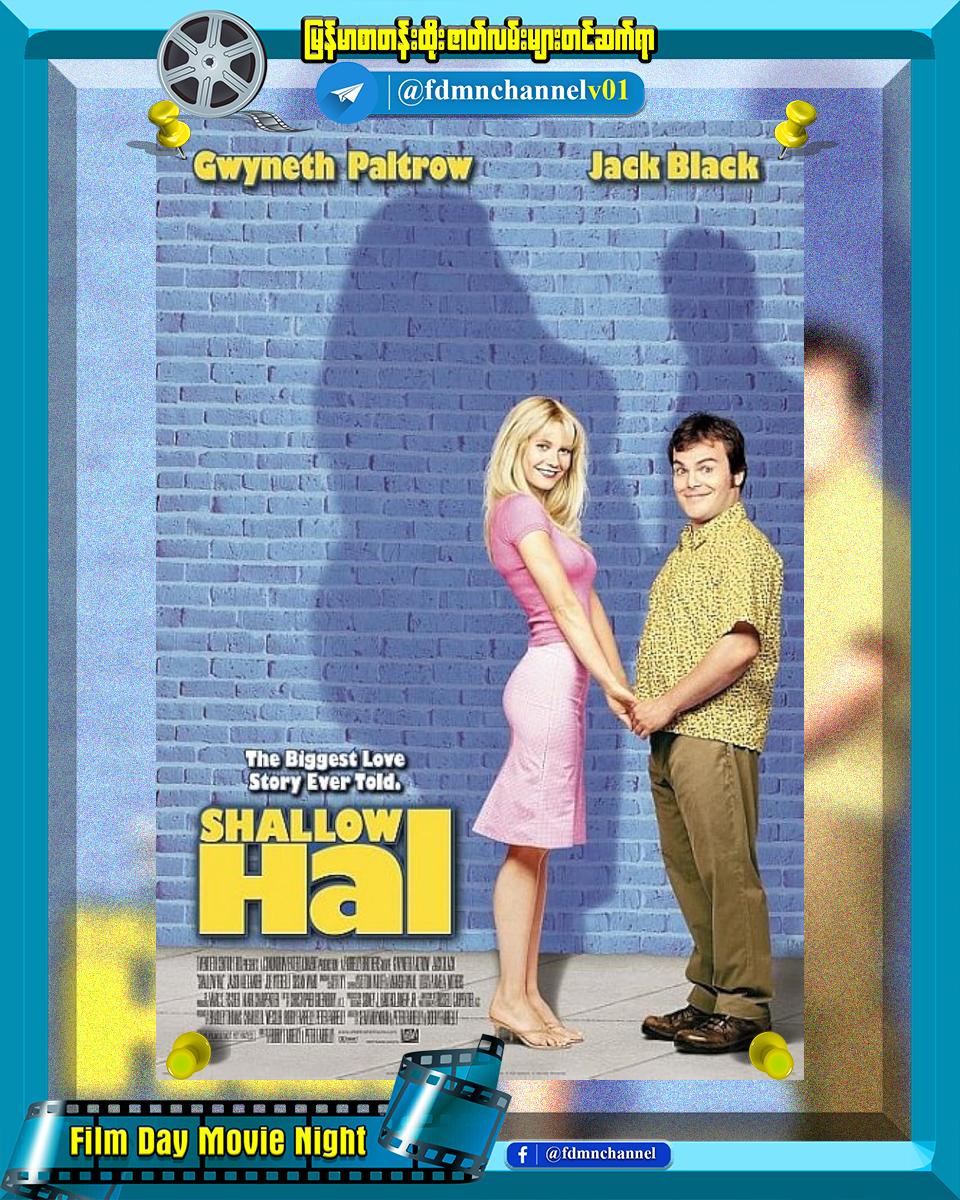 မြန်မာစာတန်းထိုးဇာတ်လမ်းများတင်ဆက်ရာ
@fdmnchannelv01
Gwyneth Paltrow Jack Black
The Biggest Love
Story Ever Told.
SHALLOW
Hal
Film Day Movie Night
@fdmnchannel